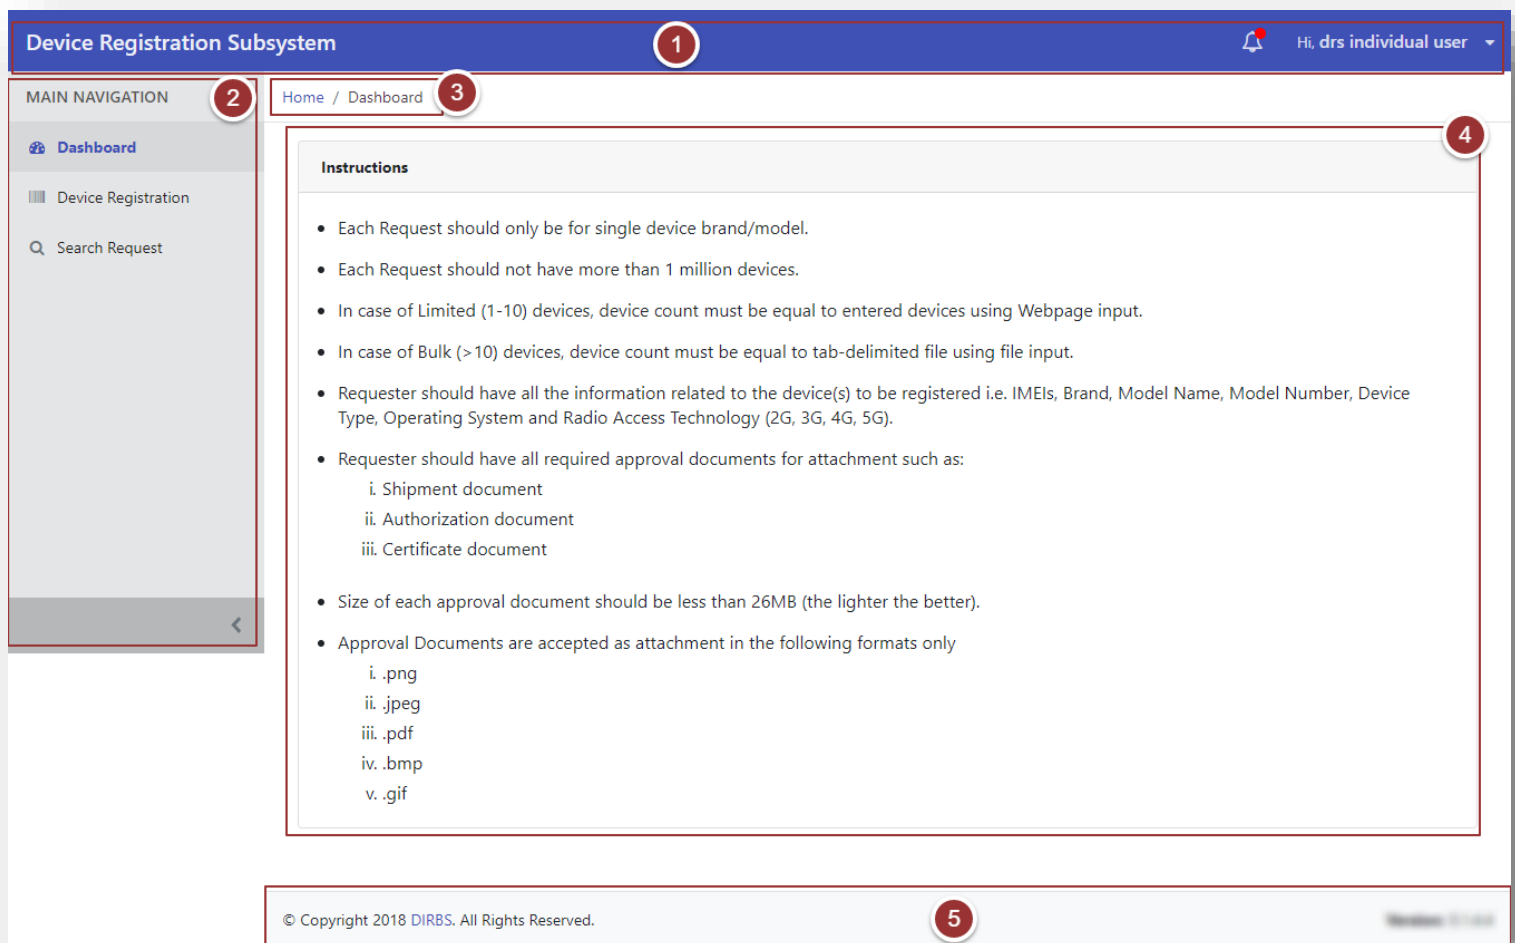 Device Registration Subsystem
1
Hi, drs individual user
MAIN NAVIGATION
2
Home / Dashboard
3
4
Dashboard
Device Registration
Search Request
Instructions
• Each Request should only be for single device brand/model.
• Each Request should not have more than 1 million devices.
• In case of Limited (1-10) devices, device count must be equal to entered devices using Webpage input.
• In case of Bulk (>10) devices, device count must be equal to tab-delimited file using file input.
• Requester should have all the information related to the device(s) to be registered i.e. IMEIs, Brand, Model Name, Model Number, Device
Type, Operating System and Radio Access Technology (2G, 3G, 4G, 5G).
• Requester should have all required approval documents for attachment such as:
i. Shipment document
ii. Authorization document
iii. Certificate document
• Size of each approval document should be less than 26MB (the lighter the better).
• Approval Documents are accepted as attachment in the following formats only
i. .png
ii. .jpeg
iii. .pdf
iv. .bmp
v. .gif
© Copyright 2018 DIRBS. All Rights Reserved.
5